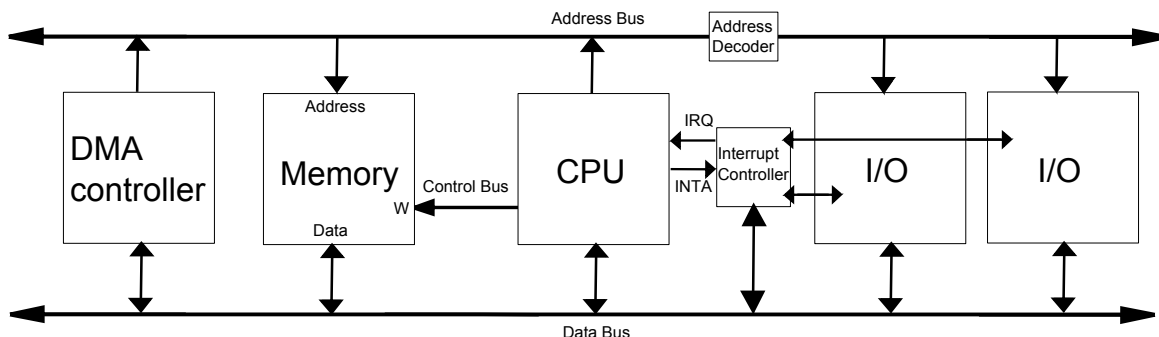 Address Bus
Address
Decoder
DMA
controller
Address
Memory
Data
W
Control Bus
CPU
IRQ
INTA
Interrupt
Controller
I/O
I/O
Data Bus